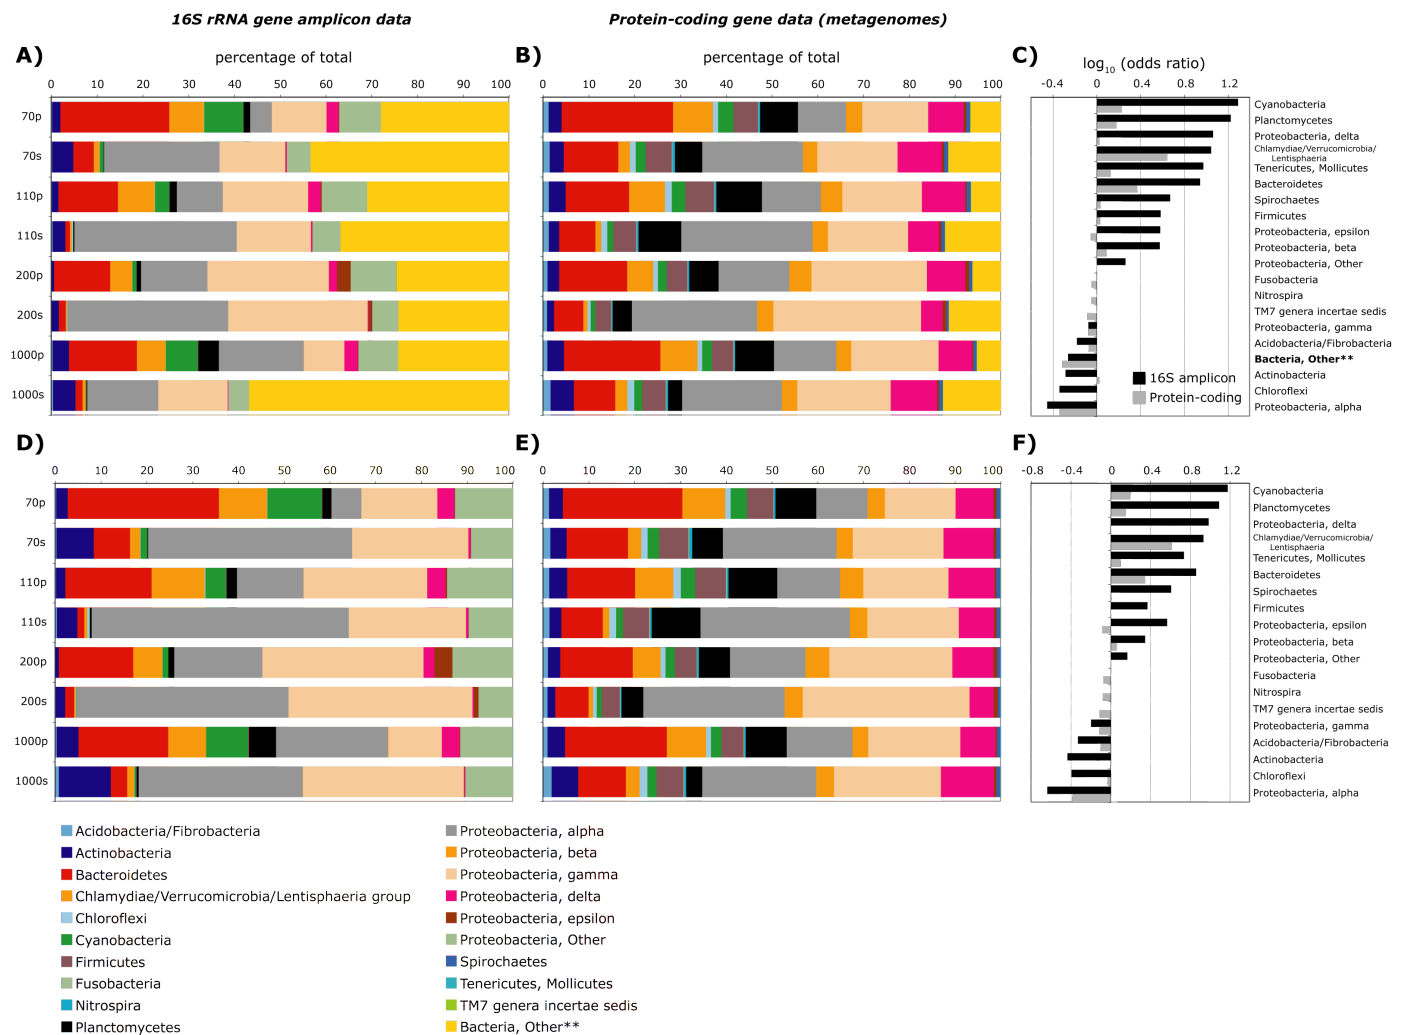 16S rRNA gene amplicon data
Protein-coding gene data (metagenomes)
A)
percentage of total
0 10 20 30 40 50 60 70 80 90 100
70p
70s
110p
110s
200p
200s
1000p
1000s
B)
percentage of total
0 10 20 30 40 50 60 70 80 90 100
C)
log10 (odds ratio)
-0.4 0 0.4 0.8 1.2
Cyanobacteria
Planctomycetes
Proteobacteria, delta
Chlamydiae/Verrucomicrobia/
Lentisphaeria
Tenericutes, Mollicutes
Bacteroidetes
Spirochaetes
Firmicutes
Proteobacteria, epsilon
Proteobacteria, beta
Proteobacteria, Other
Fusobacteria
Nitrospira
TM7 genera incertae sedis
Proteobacteria, gamma
Acidobacteria/Fibrobacteria
Bacteria, Other**
Actinobacteria
Chloroflexi
Proteobacteria, alpha
16S amplicon
Protein-coding
D)
0 10 20 30 40 50 60 70 80 90 100
70p
70s
110p
110s
200p
200s
1000p
1000s
E)
0 10 20 30 40 50 60 70 80 90 100
F)
-0.8 -0.4 0 0.4 0.8 1.2
Cyanobacteria
Planctomycetes
Proteobacteria, delta
Chlamydiae/Verrucomicrobia/
Lentisphaeria
Tenericutes, Mollicutes
Bacteroidetes
Spirochaetes
Firmicutes
Proteobacteria, epsilon
Proteobacteria, beta
Proteobacteria, Other
Fusobacteria
Nitrospira
TM7 genera incertae sedis
Proteobacteria, gamma
Acidobacteria/Fibrobacteria
Actinobacteria
Chloroflexi
Proteobacteria, alpha
Acidobacteria/Fibrobacteria
Actinobacteria
Bacteroidetes
Chlamydiae/Verrucomicrobia/Lentisphaeria group
Chloroflexi
Cyanobacteria
Firmicutes
Fusobacteria
Nitrospira
Planctomycetes
Proteobacteria, alpha
Proteobacteria, beta
Proteobacteria, gamma
Proteobacteria, delta
Proteobacteria, epsilon
Proteobacteria, Other
Spirochaetes
Tenericutes, Mollicutes
TM7 genera incertae sedis
Bacteria, Other**